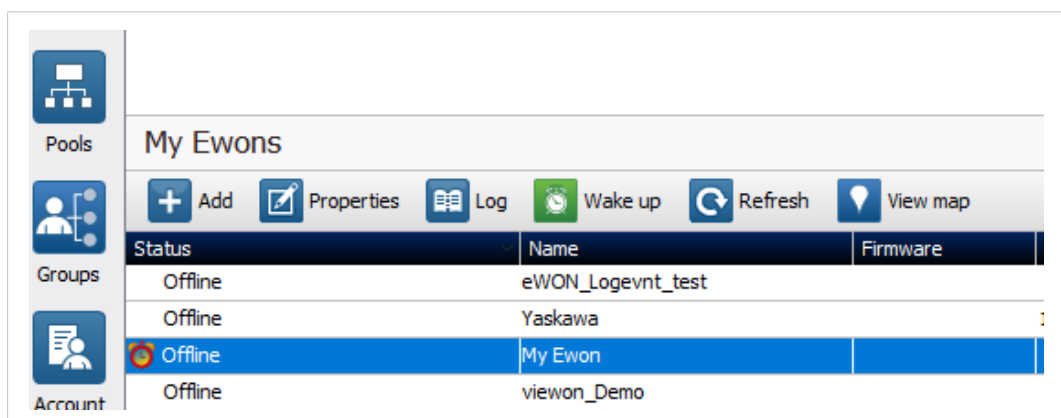 Pools
My Ewons
Add Properties Log Wake up Refresh View map
Status Name Firmware
Groups
Offline eWON_Logevnt_test
Offline Yaskawa
Offline My Ewon
Offline viewon_Demo
Account